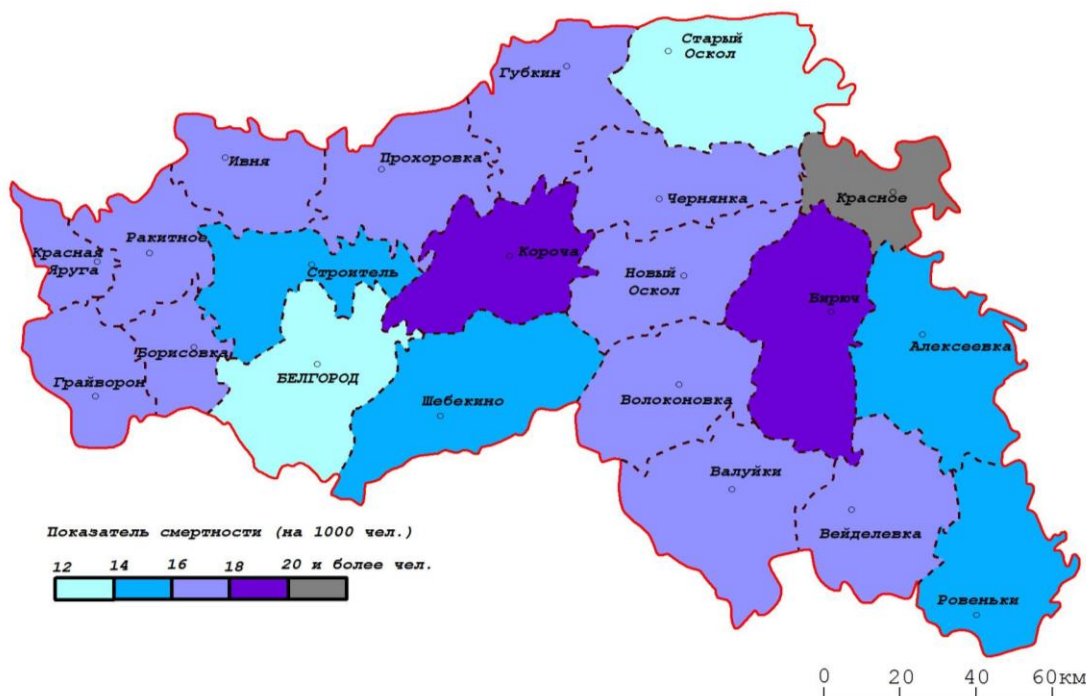 Старый
Оскол
Губкин
Ивня
Прохоровка
Чернянка
Красное
Ракитное
Красная
Яруга
Строитель
Короча
Новый
Оскол
Бирюч
Алексеевка
Борисовка
Грайворон
БЕЛГОРОД
Шебекино
Волоконовка
Валуйки
Вейделевка
Ровеньки
Показатель смертности (на 1000 чел.)
12 14 16 18 20 и более чел.
0 20 40 60км